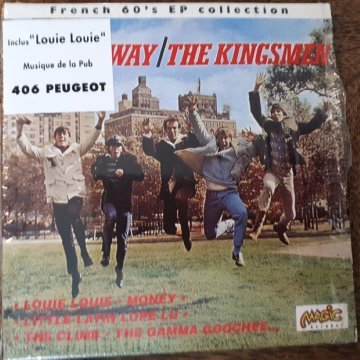 French 60's EP collection
Inclus "Louie Louie"
Musique de la Pub
406 PEUGEOT
WAY/THE KINGSMEN
• LOUIE LOUIE • MONEY •
• LITTLE LATIN LUPE LU •
• THE CLIMB • THE GAMMA GOOCHEE...
MAGIC
RECORDS